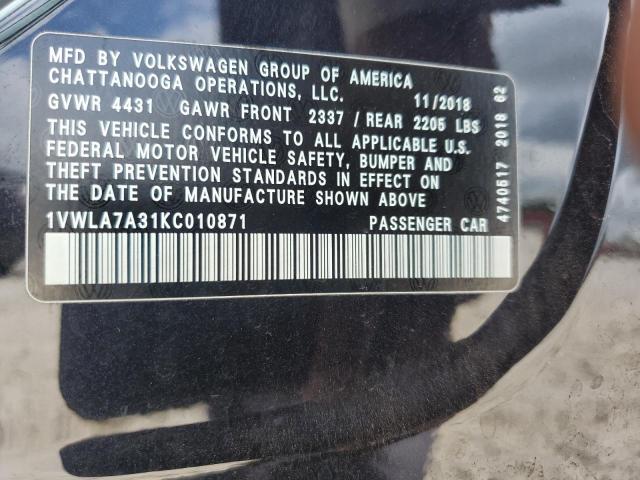 MFD BY VOLKSWAGEN GROUP OF AMERICA
CHATTANOOGA OPERATIONS, LLC. 11/2018
GVWR 4431 GAWR FRONT 2337 / REAR 2205 LBS
THIS VEHICLE CONFORMS TO ALL APPLICABLE U.S.
FEDERAL MOTOR VEHICLE SAFETY, BUMPER AND
THEFT PREVENTION STANDARDS IN EFFECT ON
THE DATE OF MANUFACTURE SHOWN ABOVE
1VWLA7A31KC010871 PASSENGER CAR
4740517 2018 62